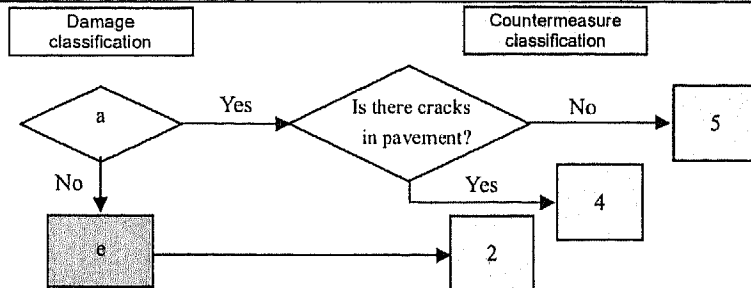 Damage
classification
Countermeasure
classification
a
Yes
Is there cracks
in pavement?
No
5
No
Yes
4
e
2